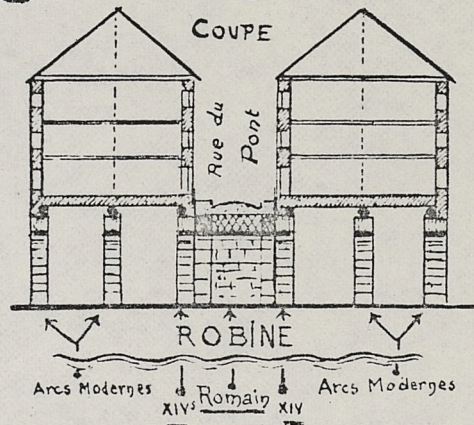 COUPE
Rue du
Pont
ROBINE
Arcs Modernes
XIVs Romain XIV
Arcs Modernes